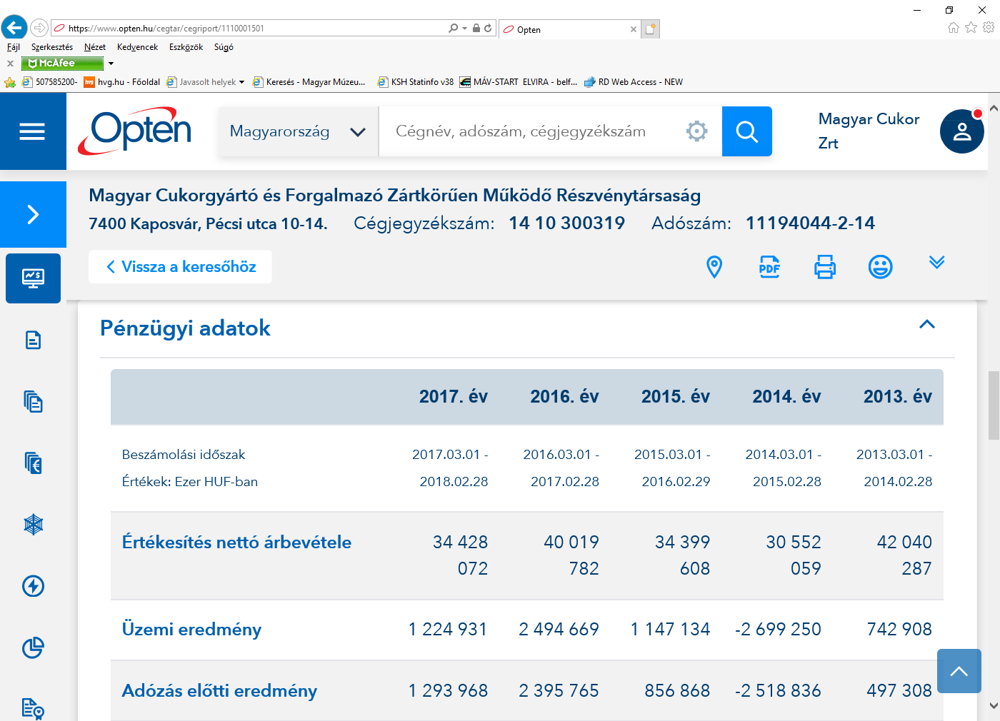 https://www.opten.hu/cegtar/cegriport/1110001501
Opten
Fájl Szerkesztés Nézet Kedvencek Eszközök Súgó
x McAfee
507585200- hvg.hu - Főoldal Javasolt helyek Keresés - Magyar Múzeu... KSH Statinfo v38 MÁV-START ELVIRA - belf... RD Web Access - NEW
Opten
Magyarország
Cégnév, adószám, cégjegyzékszám
Magyar Cukor
Zrt
Magyar Cukorgyártó és Forgalmazó Zártkörűen Működő Részvénytársaság
7400 Kaposvár, Pécsi utca 10-14. Cégjegyzékszám: 14 10 300319 Adószám: 11194044-2-14
Vissza a keresőhöz
PDF
Pénzügyi adatok
2017. év 2016. év 2015. év 2014. év 2013. év
Beszámolási időszak 2017.03.01 - 2016.03.01 - 2015.03.01 - 2014.03.01 - 2013.03.01 -
Értékek: Ezer HUF-ban 2018.02.28 2017.02.28 2016.02.29 2015.02.28 2014.02.28
Értékesítés nettó árbevétele 34 428 40 019 34 399 30 552 42 040
072 782 608 059 287
Üzemi eredmény 1 224 931 2 494 669 1 147 134 -2 699 250 742 908
Adózás előtti eredmény 1 293 968 2 395 765 856 868 -2 518 836 497 308